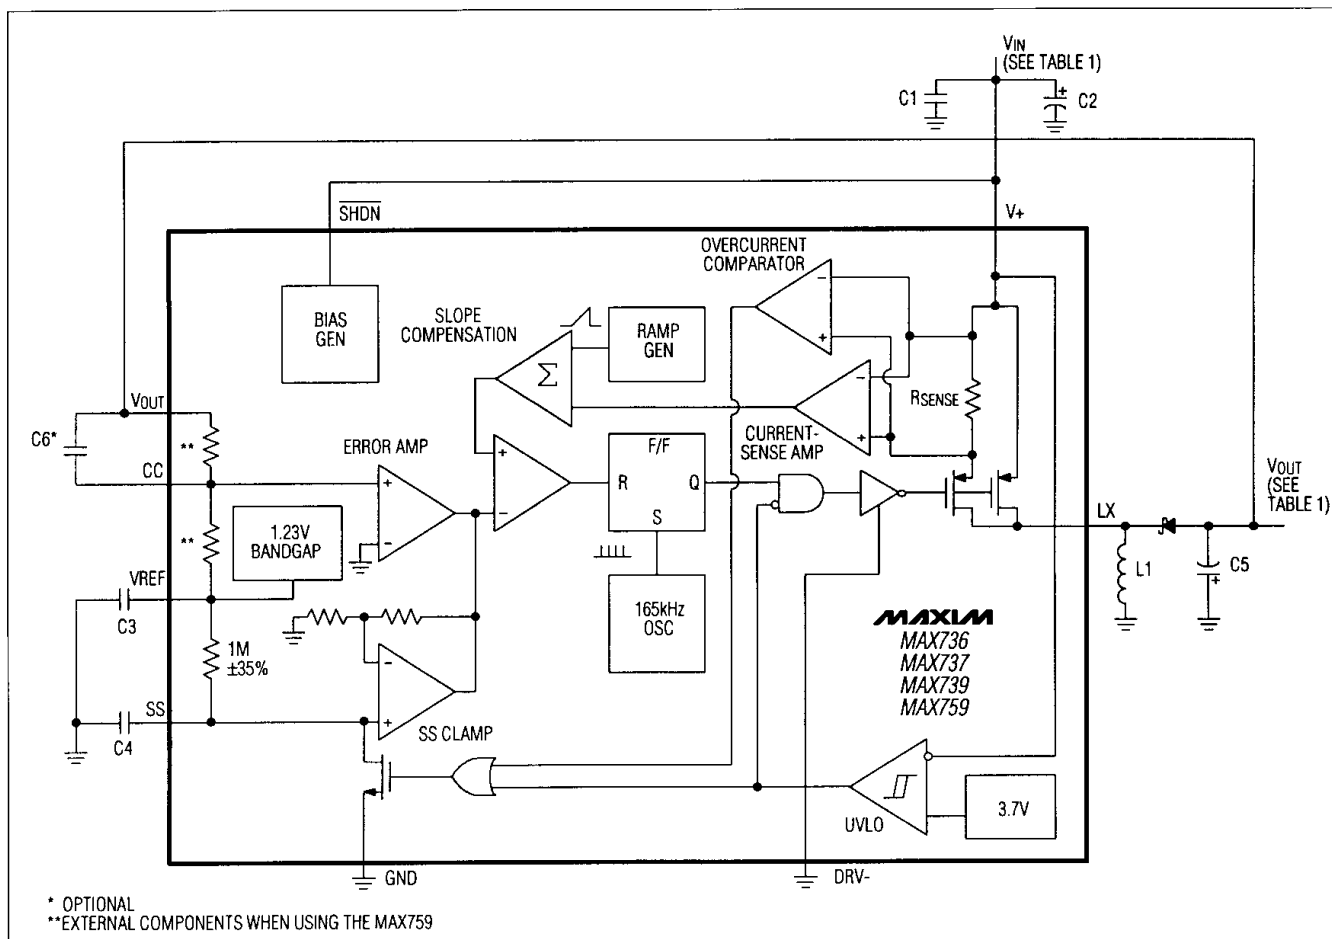 VIN
(SEE TABLE 1)
C1
+
C2
SHDN
V+
OVERCURRENT
COMPARATOR
−
+
BIAS
GEN
SLOPE
COMPENSATION
RAMP
GEN
Σ
−
+
RSENSE
CURRENT-
SENSE AMP
VOUT
C6*
**
CC
ERROR AMP
+
−
+
−
F/F
R
Q
S
VOUT
(SEE
TABLE 1)
LX
**
1.23V
BANDGAP
VREF
C3
165kHz
OSC
L1
C5
+
MAXIM
MAX736
MAX737
MAX739
MAX759
1M
±35%
−
+
SS
C4
SS CLAMP
UVLO
3.7V
GND
DRV-
* OPTIONAL
**EXTERNAL COMPONENTS WHEN USING THE MAX759